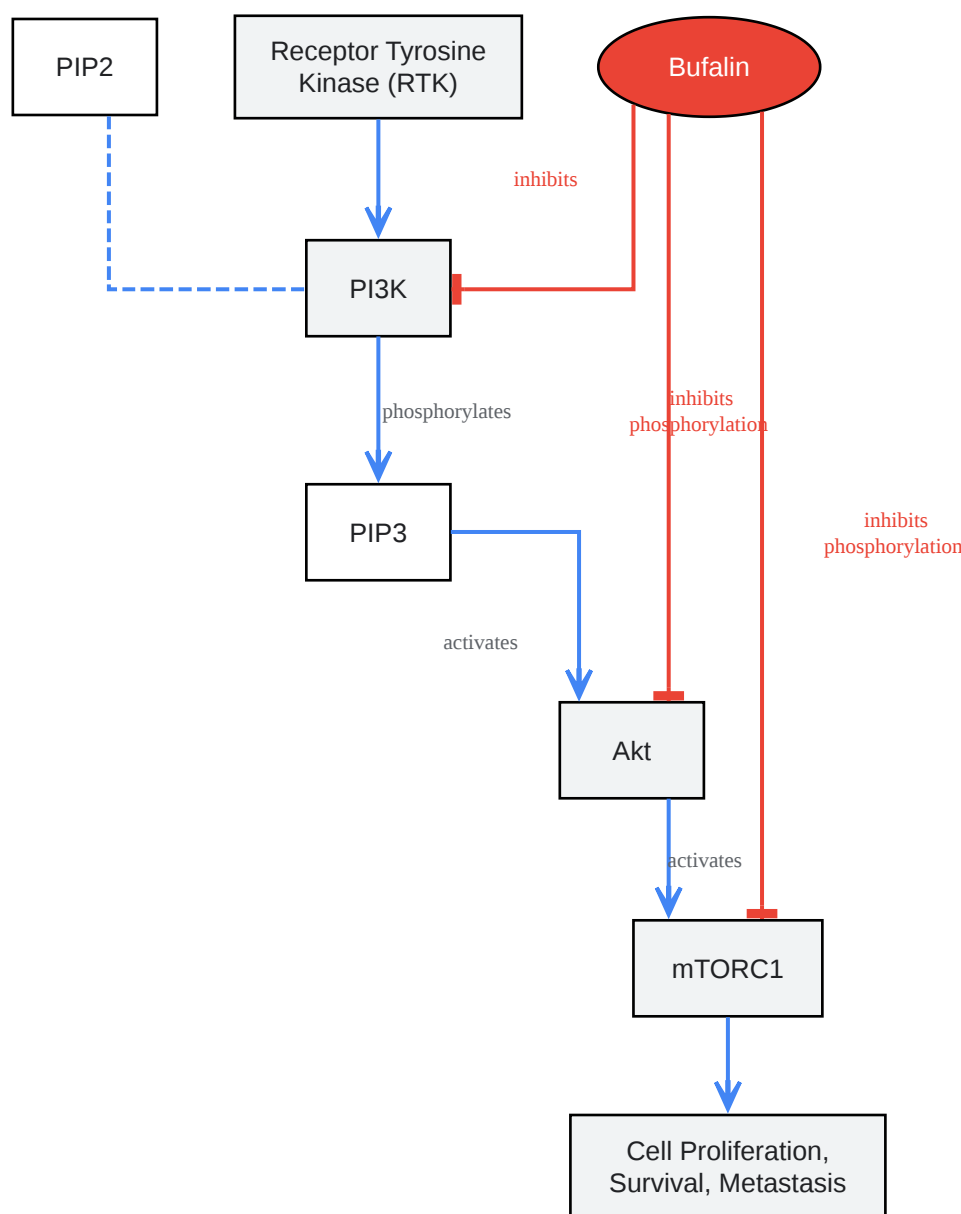 PIP2
Receptor Tyrosine
Kinase (RTK)
Bufalin
inhibits
PI3K
phosphorylates
inhibits
phosphorylation
PIP3
inhibits
phosphorylation
activates
Akt
activates
mTORC1
Cell Proliferation,
Survival, Metastasis